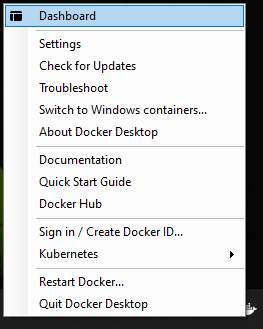 Dashboard
Settings
Check for Updates
Troubleshoot
Switch to Windows containers...
About Docker Desktop
Documentation
Quick Start Guide
Docker Hub
Sign in / Create Docker ID...
Kubernetes
Restart Docker...
Quit Docker Desktop